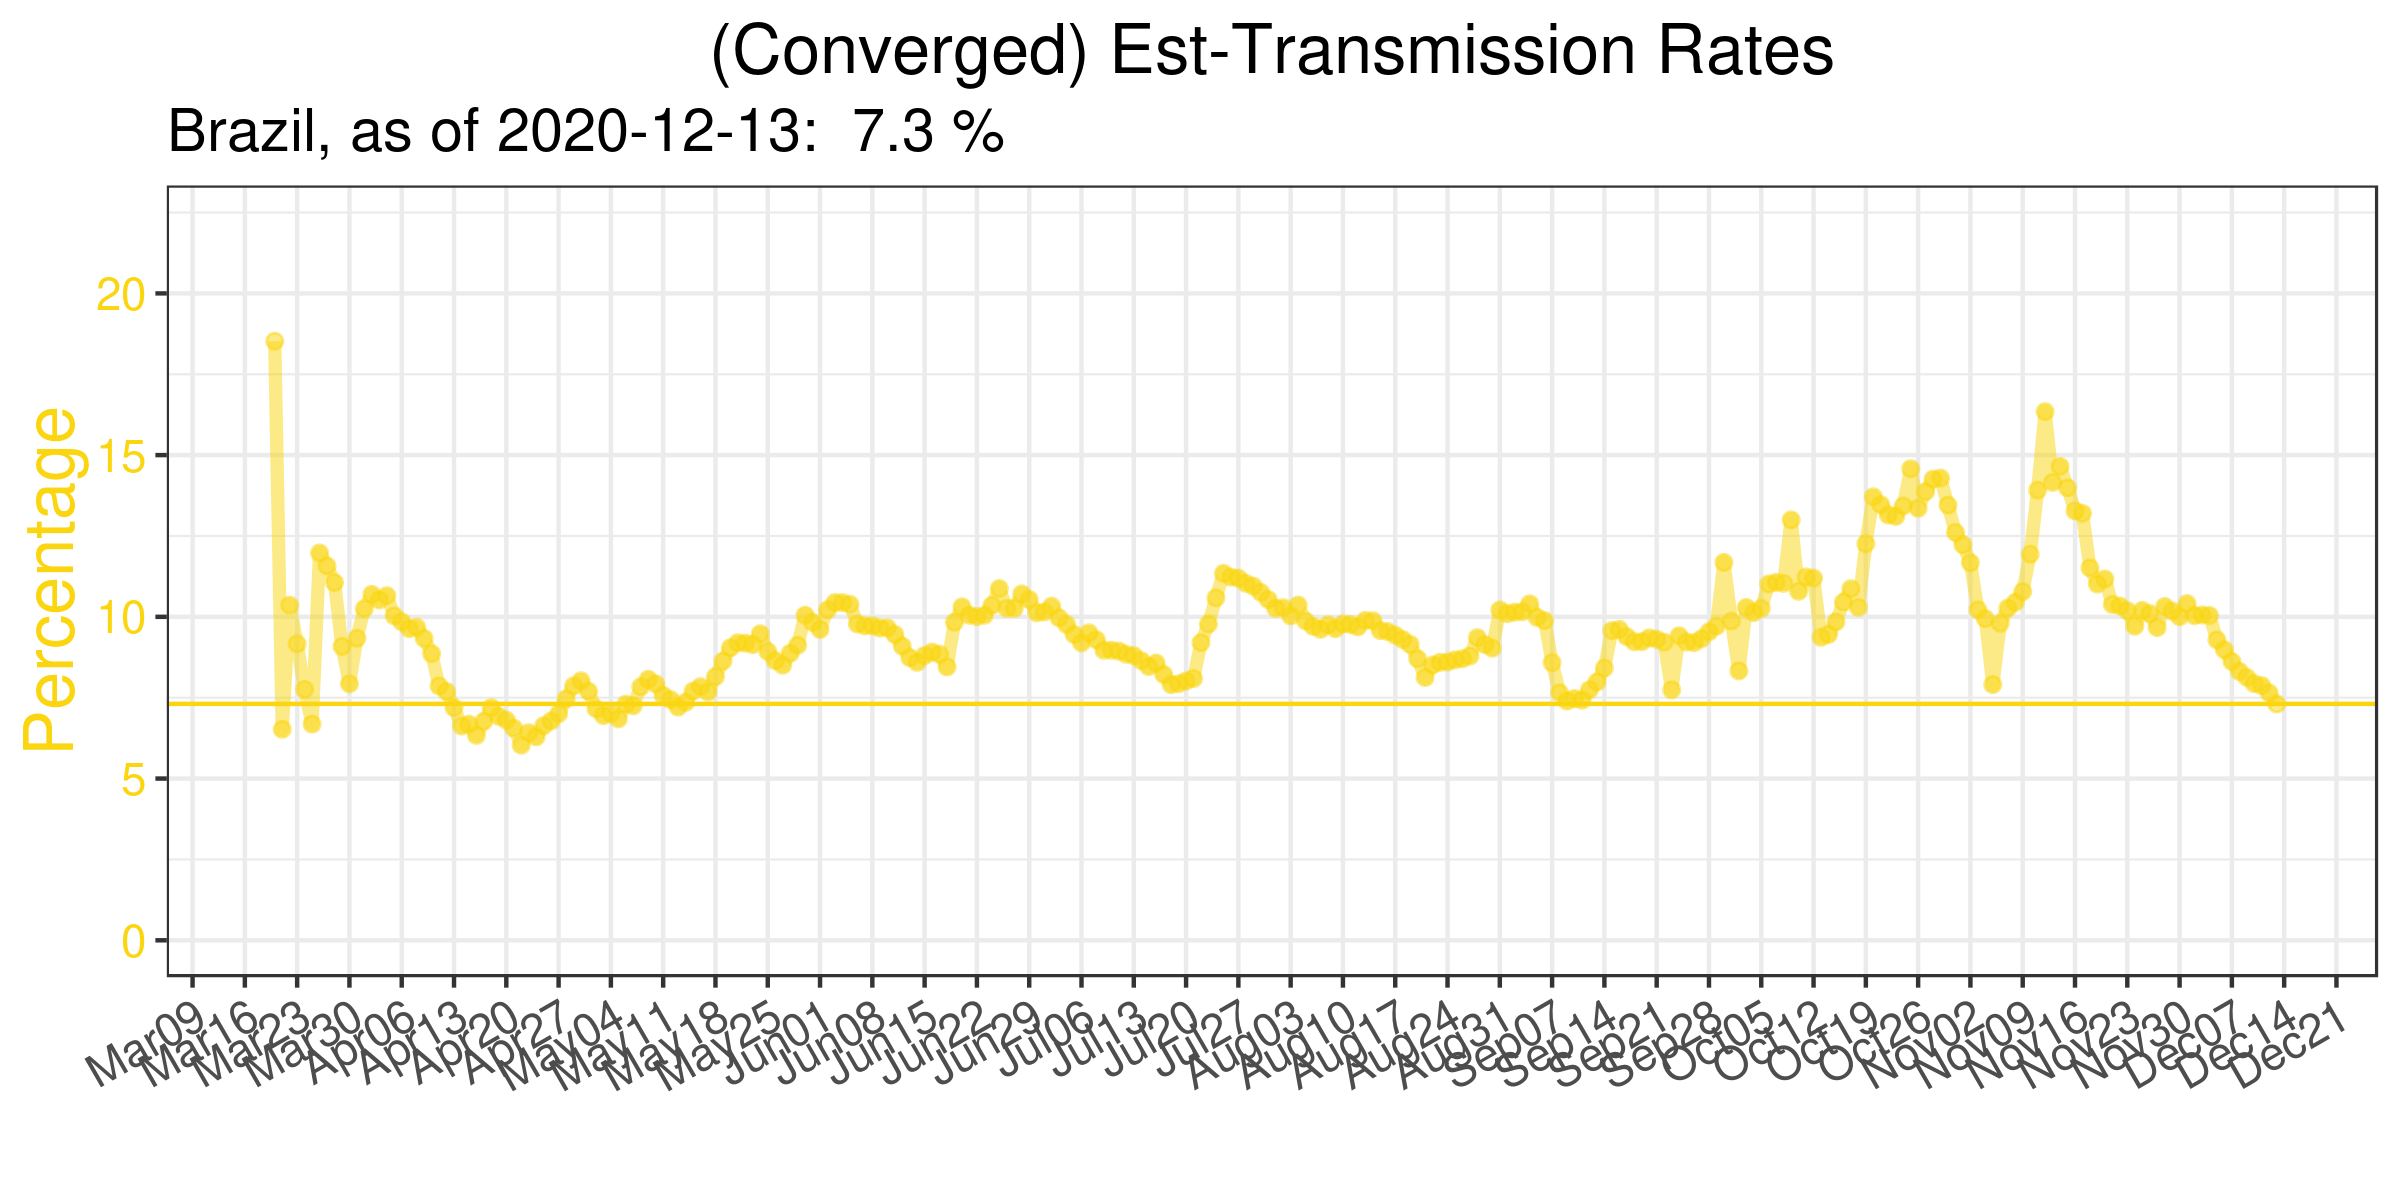 (Converged) Est-Transmission Rates
Brazil, as of 2020-12-13:  7.3 %
Percentage
20
15
10
5
0
Mar09
Mar16
Mar23
Mar30
Apr06
Apr13
Apr20
Apr27
May04
May11
May18
May25
Jun01
Jun08
Jun15
Jun22
Jun29
Jul06
Jul13
Jul20
Jul27
Aug03
Aug10
Aug17
Aug24
Aug31
Sep07
Sep14
Sep21
Sep28
Oct05
Oct12
Oct19
Oct26
Nov02
Nov09
Nov16
Nov23
Nov30
Dec07
Dec14
Dec21